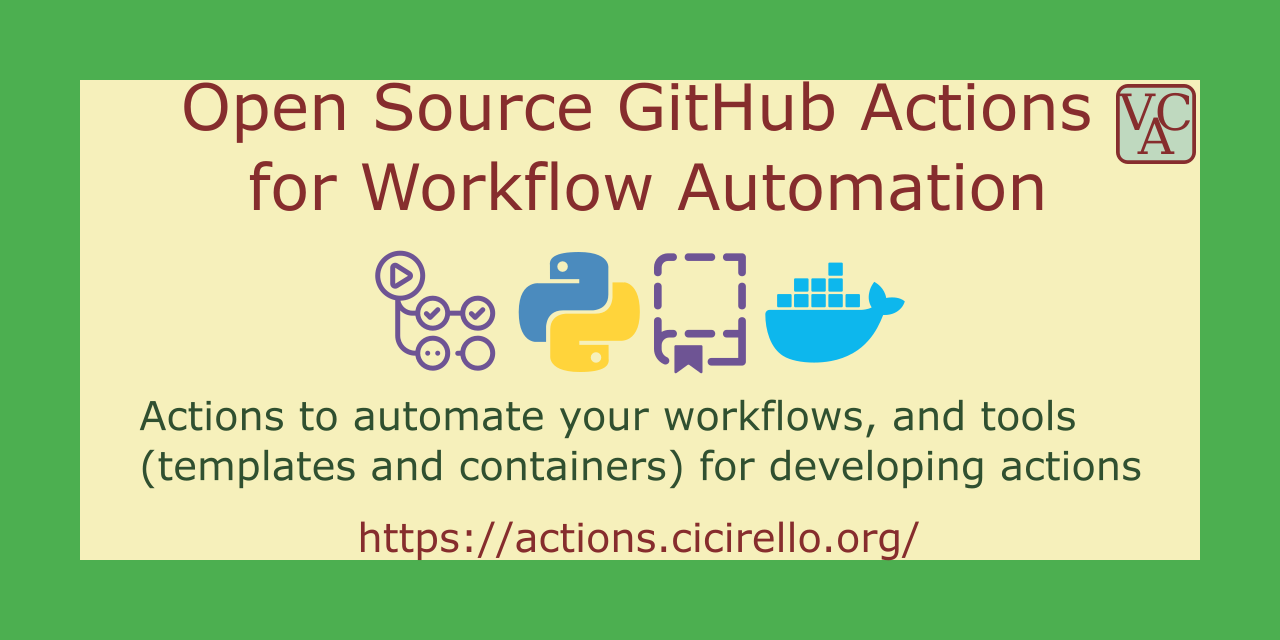 Open Source GitHub Actions
for Workflow Automation
VAC
Actions to automate your workflows, and tools
(templates and containers) for developing actions
https://actions.cicirello.org/